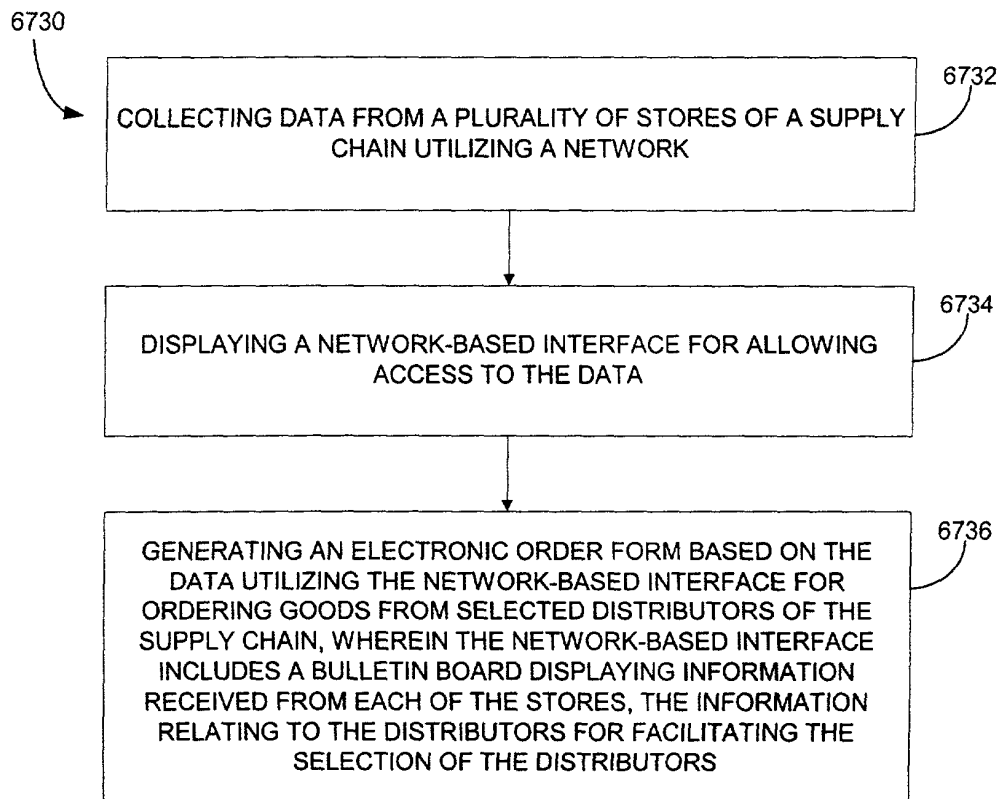 6730
6732
COLLECTING DATA FROM A PLURALITY OF STORES OF A SUPPLY
CHAIN UTILIZING A NETWORK
6734
DISPLAYING A NETWORK-BASED INTERFACE FOR ALLOWING
ACCESS TO THE DATA
6736
GENERATING AN ELECTRONIC ORDER FORM BASED ON THE
DATA UTILIZING THE NETWORK-BASED INTERFACE FOR
ORDERING GOODS FROM SELECTED DISTRIBUTORS OF THE
SUPPLY CHAIN, WHEREIN THE NETWORK-BASED INTERFACE
INCLUDES A BULLETIN BOARD DISPLAYING INFORMATION
RECEIVED FROM EACH OF THE STORES, THE INFORMATION
RELATING TO THE DISTRIBUTORS FOR FACILITATING THE
SELECTION OF THE DISTRIBUTORS